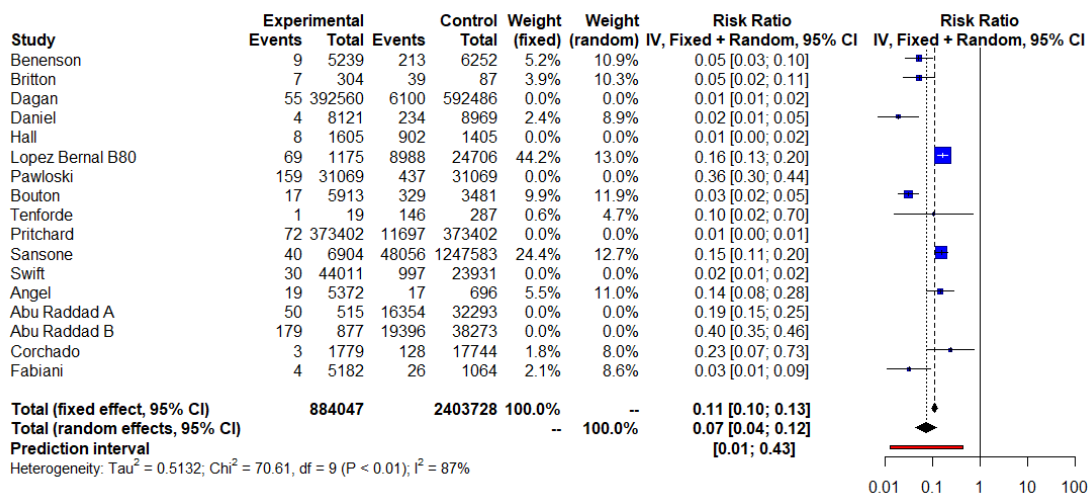 Experimental Control Weight Weight Risk Ratio Risk Ratio
Study Events Total Events Total (fixed) (random) IV, Fixed + Random, 95% CI IV, Fixed + Random, 95% CI
Benenson 9 5239 213 6252 5.2% 10.9% 0.05 [0.03; 0.10]
Britton 7 304 39 87 3.9% 10.3% 0.05 [0.02; 0.11]
Dagan 55 392560 6100 592486 0.0% 0.0% 0.01 [0.01; 0.02]
Daniel 4 8121 234 8969 2.4% 8.9% 0.02 [0.01; 0.05]
Hall 8 1605 902 1405 0.0% 0.0% 0.01 [0.00; 0.02]
Lopez Bernal B80 69 1175 8988 24706 44.2% 13.0% 0.16 [0.13; 0.20]
Pawloski 159 31069 437 31069 0.0% 0.0% 0.36 [0.30; 0.44]
Bouton 17 5913 329 3481 9.9% 11.9% 0.03 [0.02; 0.05]
Tenforde 1 19 146 287 0.6% 4.7% 0.10 [0.02; 0.70]
Pritchard 72 373402 11697 373402 0.0% 0.0% 0.01 [0.00; 0.01]
Sansone 40 6904 48056 1247583 24.4% 12.7% 0.15 [0.11; 0.20]
Swift 30 44011 997 23931 0.0% 0.0% 0.02 [0.01; 0.02]
Angel 19 5372 17 696 5.5% 11.0% 0.14 [0.08; 0.28]
Abu Raddad A 50 515 16354 32293 0.0% 0.0% 0.19 [0.15; 0.25]
Abu Raddad B 179 877 19396 38273 0.0% 0.0% 0.40 [0.35; 0.46]
Corchado 3 1779 128 17744 1.8% 8.0% 0.23 [0.07; 0.73]
Fabiani 4 5182 26 1064 2.1% 8.6% 0.03 [0.01; 0.09]
Total (fixed effect, 95% CI) 884047 2403728 100.0% -- 0.11 [0.10; 0.13]
Total (random effects, 95% CI) -- 100.0% 0.07 [0.04; 0.12]
Prediction interval [0.01; 0.43]
Heterogeneity: Tau² = 0.5132; Chi² = 70.61, df = 9 (P < 0.01); I² = 87%
0.01 0.1 1 10 100